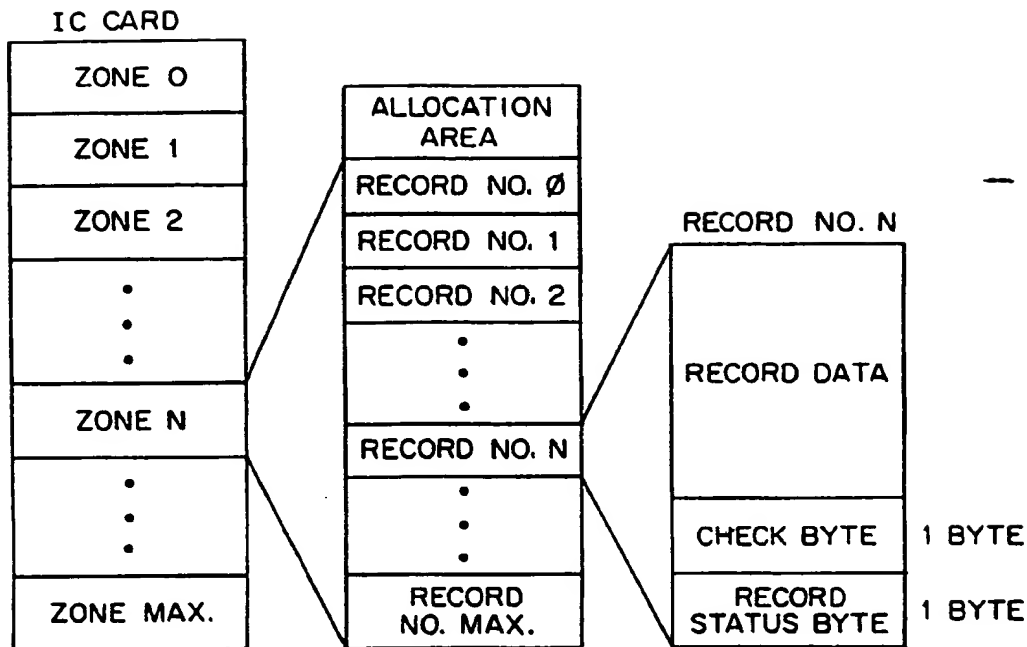 IC CARD
ZONE 0
ZONE 1
ZONE 2
ZONE N
ZONE MAX.
ALLOCATION
AREA
RECORD NO. Ø
RECORD NO. 1
RECORD NO. 2
RECORD NO. N
RECORD
NO. MAX.
RECORD NO. N
RECORD DATA
CHECK BYTE 1 BYTE
RECORD
STATUS BYTE 1 BYTE